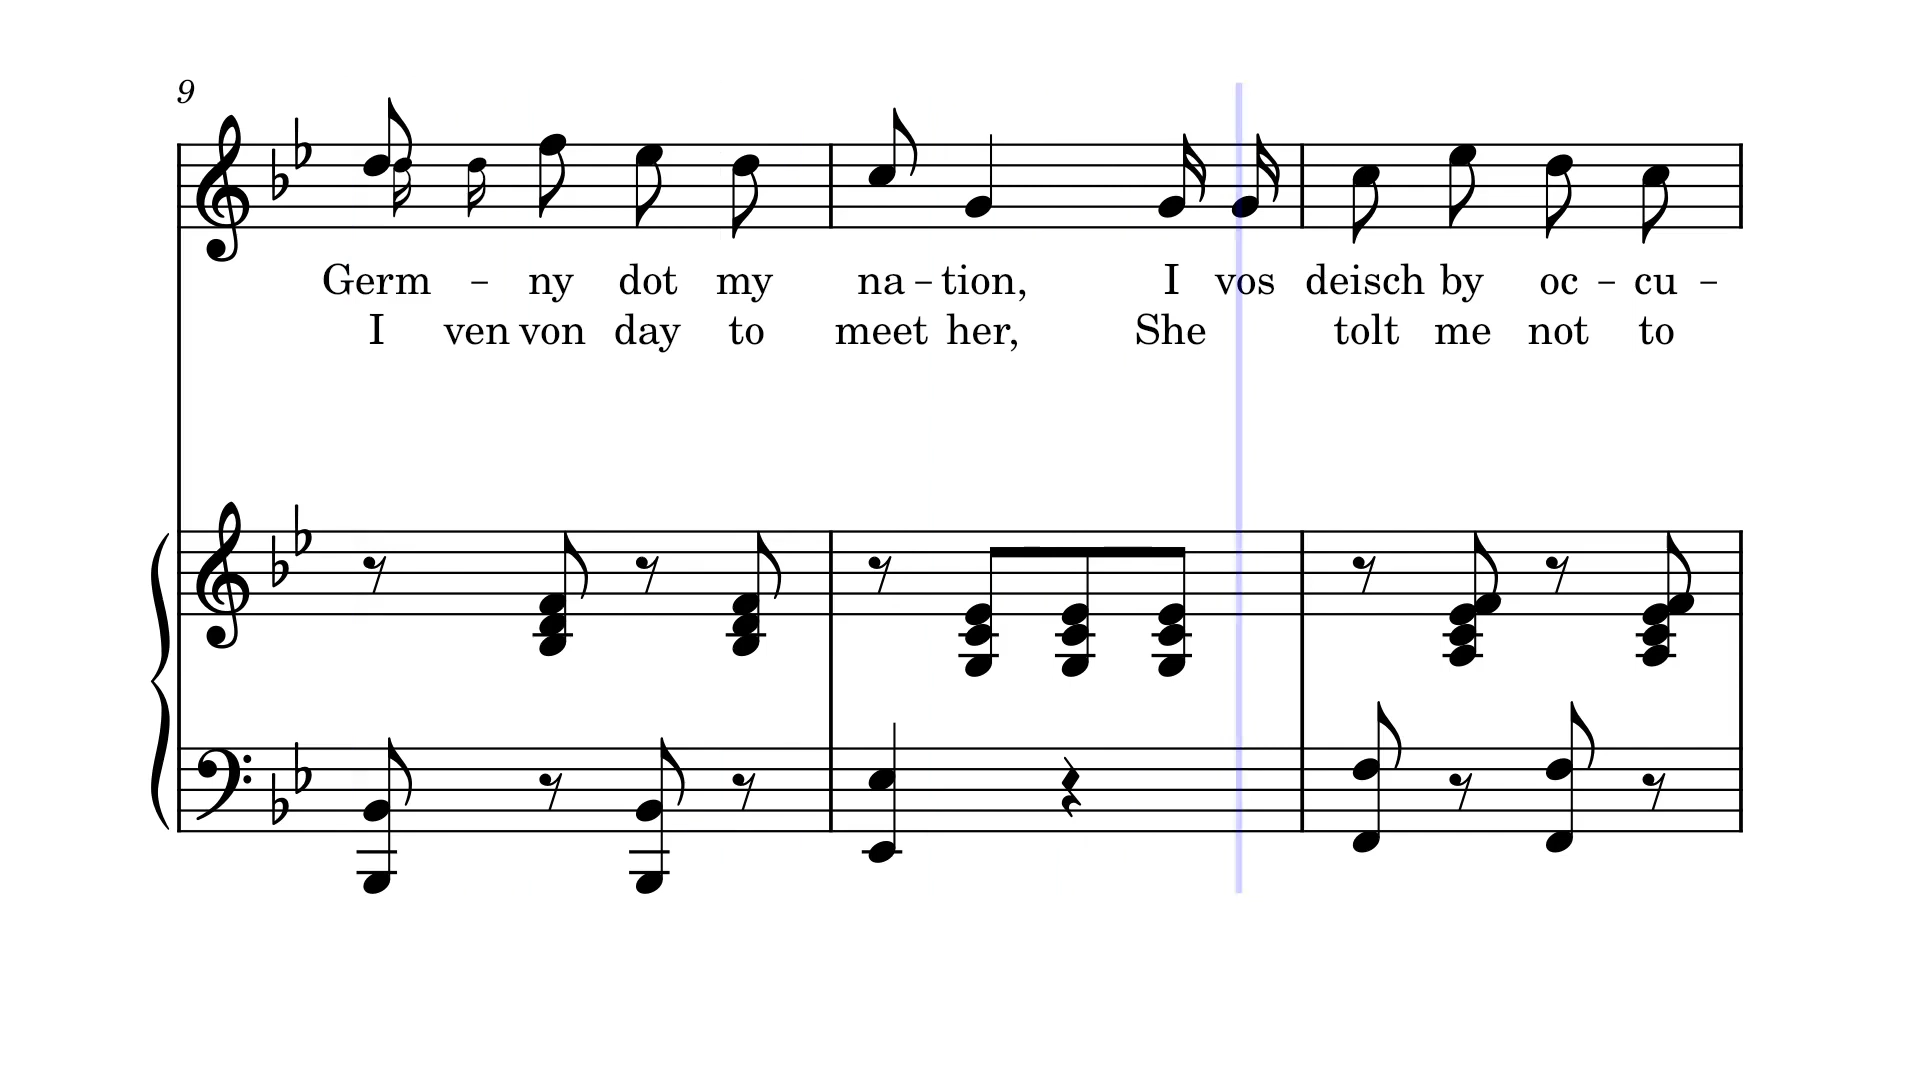 9
Germ – ny dot my na – tion, I vos deisch by oc – cu –
I ven von day to meet her, She tolt me not to